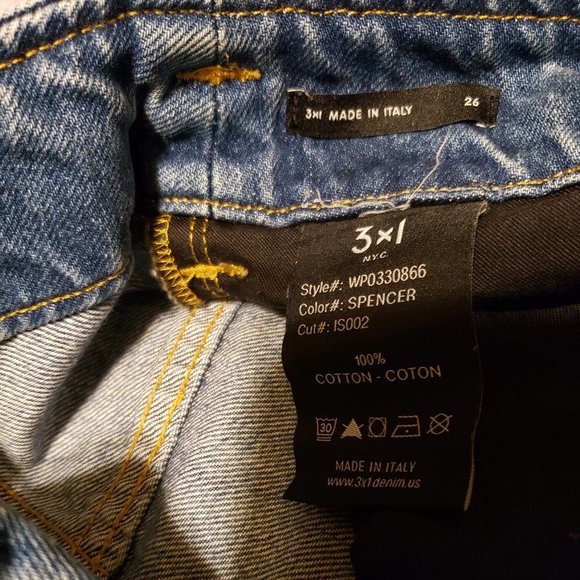 3x1 MADE IN ITALY 26
3x1
N.Y.C.
Style#: WP0330866
Color#: SPENCER
Cut#: IS002
100%
COTTON - COTON
30
MADE IN ITALY
www.3x1denim.us